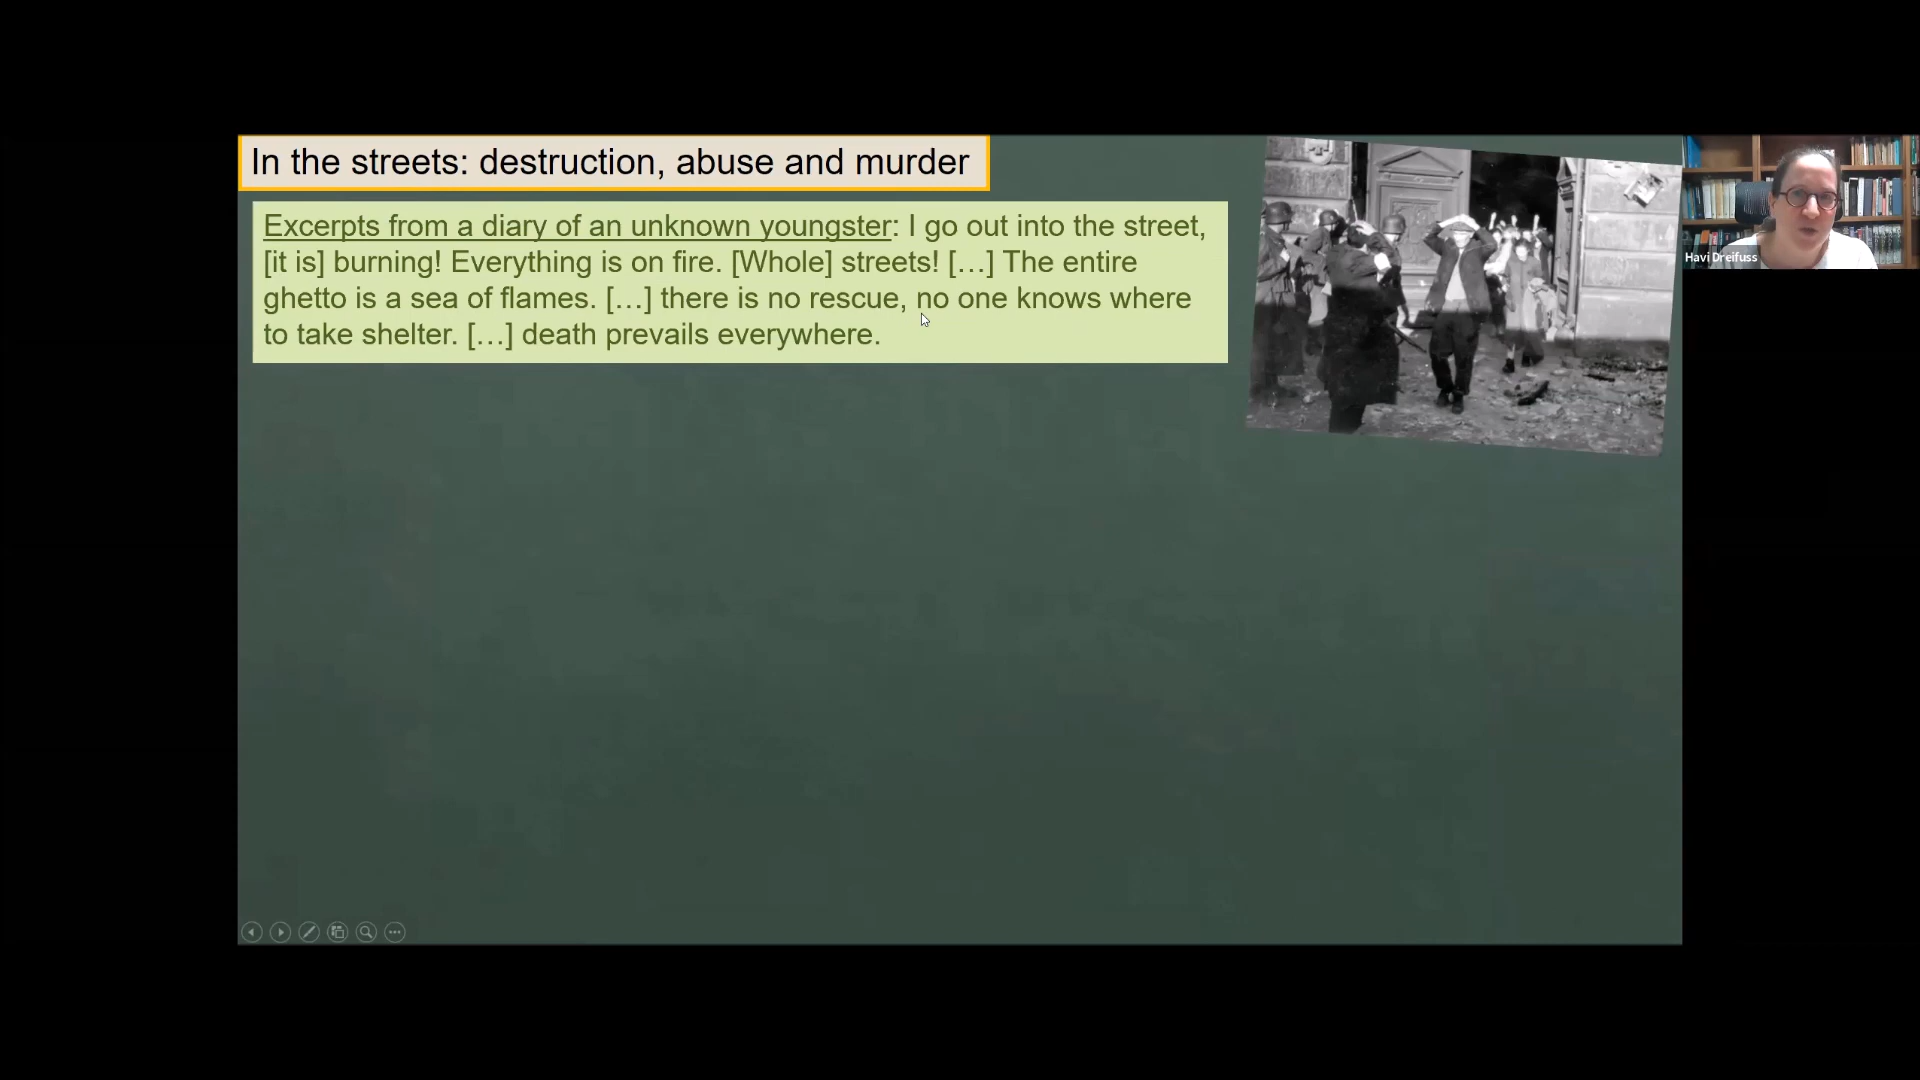 In the streets: destruction, abuse and murder
Excerpts from a diary of an unknown youngster: I go out into the street,
[it is] burning! Everything is on fire. [Whole] streets! […] The entire
ghetto is a sea of flames. […] there is no rescue, no one knows where
to take shelter. […] death prevails everywhere.
Havi Dreifuss